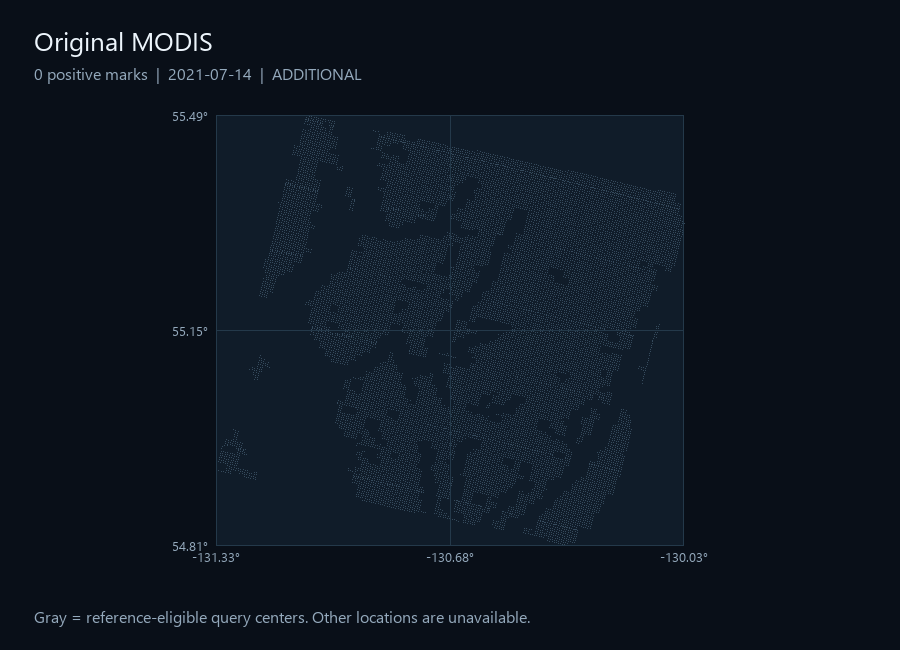 Original MODIS
0 positive marks | 2021-07-14 | ADDITIONAL
55.49°
55.15°
54.81°
-131.33° -130.68° -130.03°
Gray = reference-eligible query centers. Other locations are unavailable.